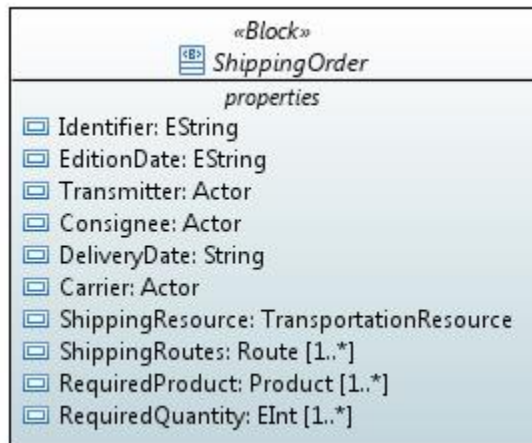 «Block»
ShippingOrder
properties
Identifier: EString
EditionDate: EString
Transmitter: Actor
Consignee: Actor
DeliveryDate: String
Carrier: Actor
ShippingResource: TransportationResource
ShippingRoutes: Route [1..*]
RequiredProduct: Product [1..*]
RequiredQuantity: EInt [1..*]